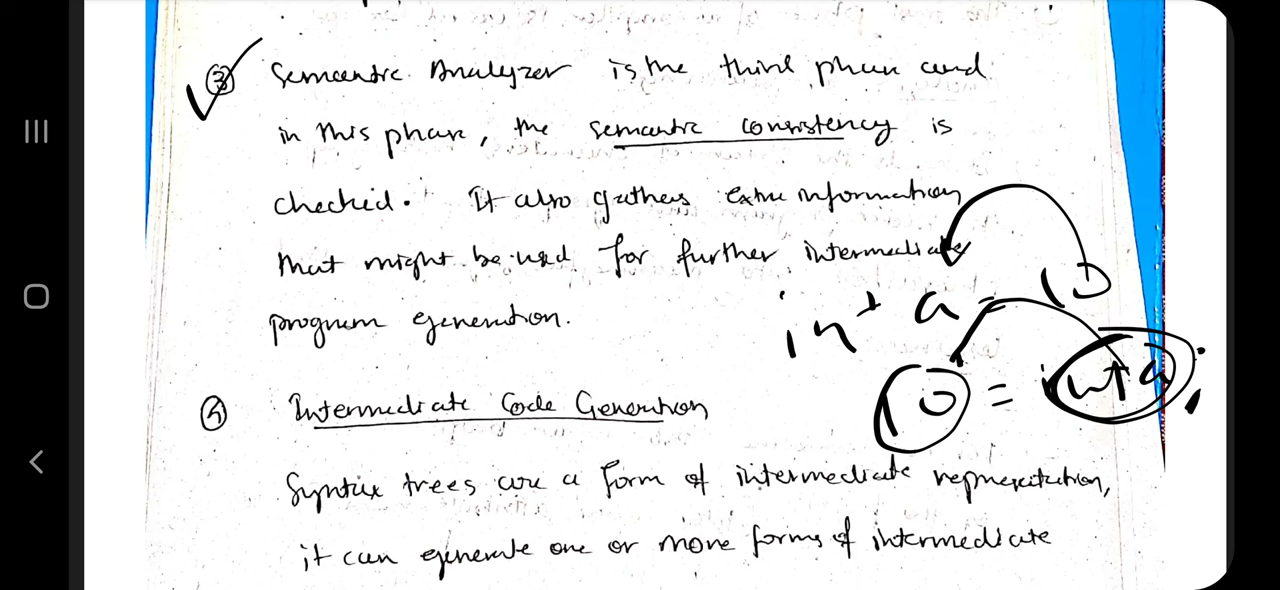 ③ Semantic Analyzer is the third phase and
in this phase, the semantic consistency is
checked. It also gathers extra information
that might be used for further intermediate
program generation.
int a = 10
10 = int a;
④ Intermediate Code Generation
Syntax trees are a form of intermediate representation,
it can generate one or more forms of intermediate